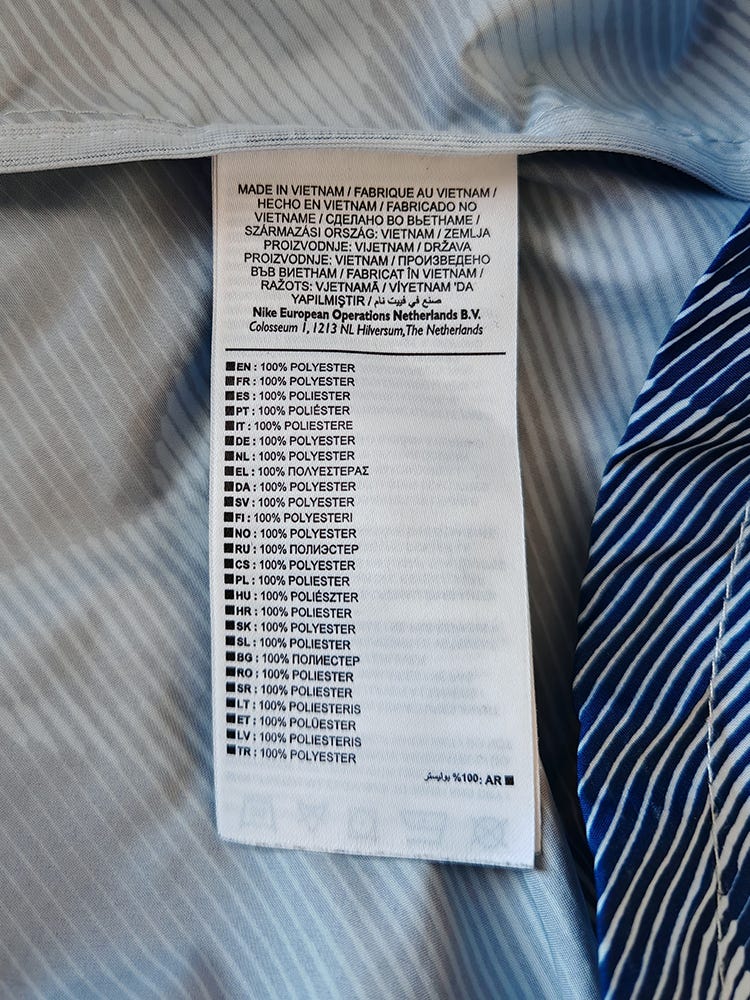 MADE IN VIETNAM / FABRIQUE AU VIETNAM /
HECHO EN VIETNAM / FABRICADO NO
VIETNAME / СДЕЛАНО ВО ВЬЕТНАМЕ /
SZÁRMAZÁSI ORSZÁG: VIETNAM / ZEMLJA
PROIZVODNJE: VIJETNAM / DRŽAVA
PROIZVODNJE: VIETNAM / ПРОИЗВЕДЕНО
ВЪВ ВИЕТНАМ / FABRICAT ÎN VIETNAM /
RAŽOTS: VJETNAMĀ / VİYETNAM 'DA
YAPILMIŞTIR / صنع في فييت نام
Nike European Operations Netherlands B.V.
Colosseum 1, 1213 NL Hilversum, The Netherlands
EN : 100% POLYESTER
FR : 100% POLYESTER
ES : 100% POLIESTER
PT : 100% POLIÉSTER
IT : 100% POLIESTERE
DE : 100% POLYESTER
NL : 100% POLYESTER
EL : 100% ΠΟΛΥΕΣΤΕΡΑΣ
DA : 100% POLYESTER
SV : 100% POLYESTER
FI : 100% POLYESTERI
NO : 100% POLYESTER
RU : 100% ПОЛИЭСТЕР
CS : 100% POLYESTER
PL : 100% POLIESTER
HU : 100% POLIÉSZTER
HR : 100% POLIESTER
SK : 100% POLYESTER
SL : 100% POLIESTER
BG : 100% ПОЛИЕСТЕР
RO : 100% POLIESTER
SR : 100% POLIESTER
LT : 100% POLIESTERIS
ET : 100% POLÜESTER
LV : 100% POLIESTERIS
TR : 100% POLYESTER
AR :100% بوليستر